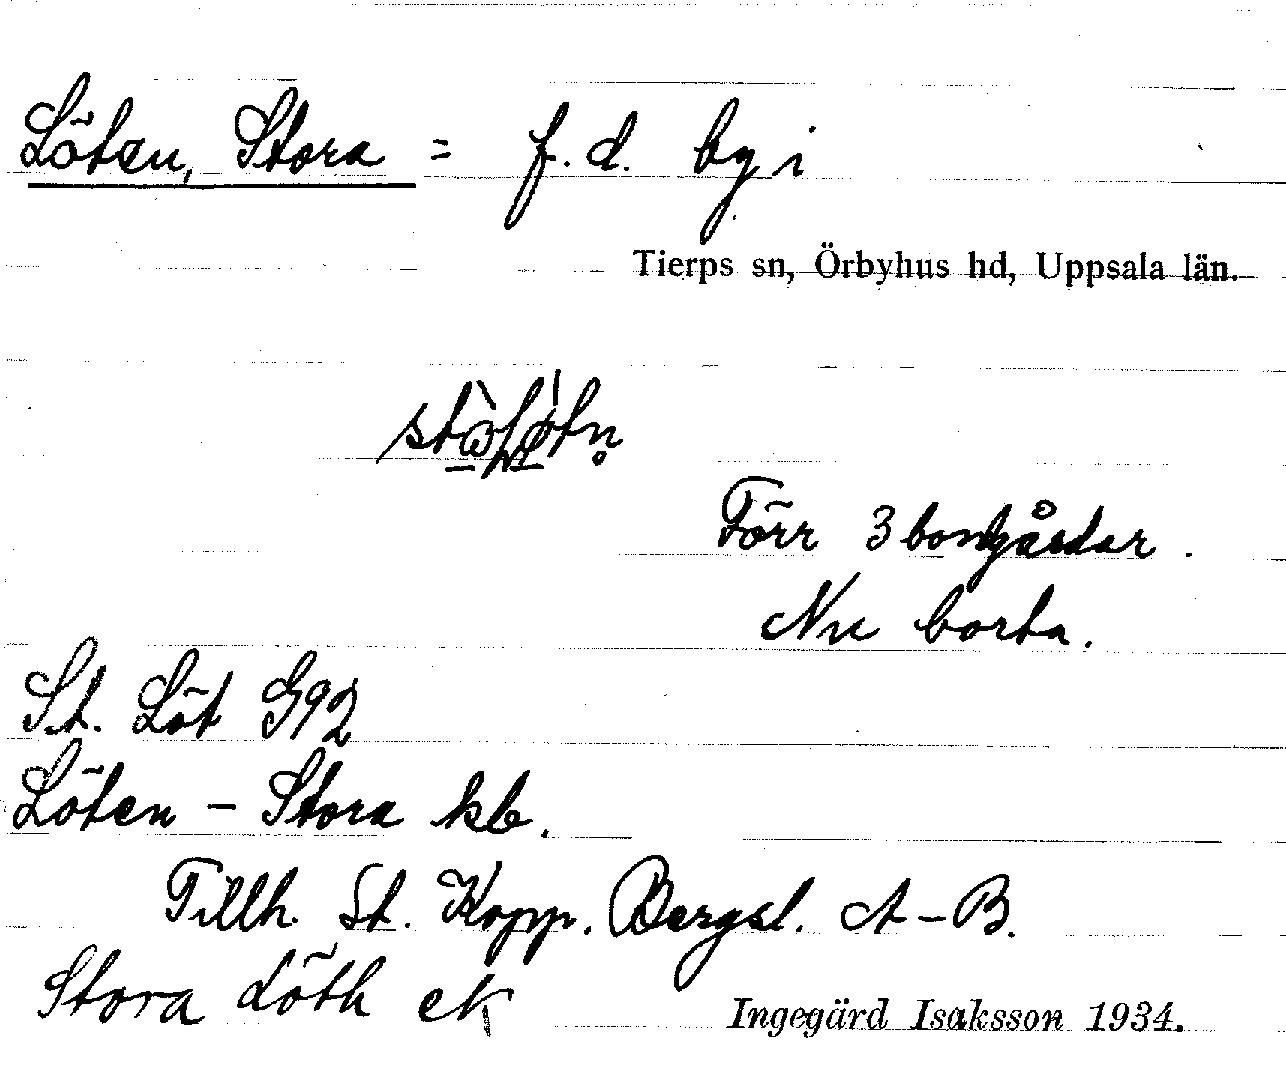 Löten, Stora = f. d. by i
Tierps sn, Örbyhus hd, Uppsala län.
Förr 3 bondgårdar.
Nu borta.
St. Löt G92
Löten - Stora kb.
Tillh. St. Kopp. Bergsl. A-B.
Stora Löth ek
Ingegärd Isaksson 1934.